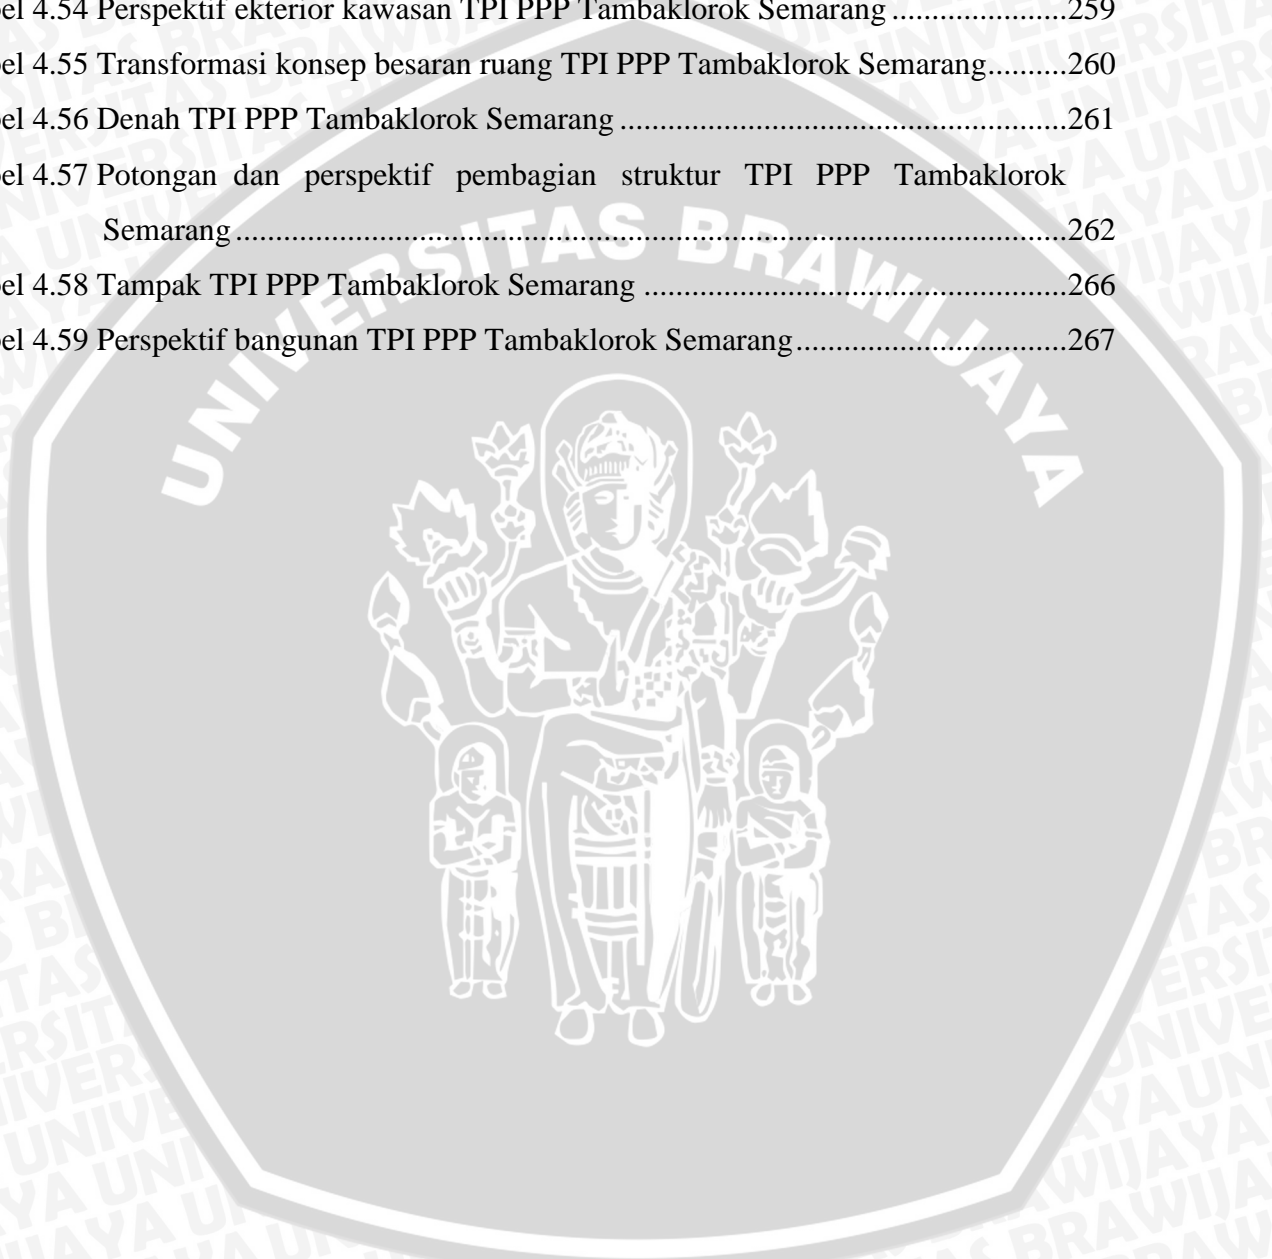 el 4.54 Perspektif ekterior kawasan TPI PPP Tambaklorok Semarang ......................259
el 4.55 Transformasi konsep besaran ruang TPI PPP Tambaklorok Semarang..........260
el 4.56 Denah TPI PPP Tambaklorok Semarang .........................................................261
el 4.57 Potongan dan perspektif pembagian struktur TPI PPP Tambaklorok
Semarang..........................................................................................................262
el 4.58 Tampak TPI PPP Tambaklorok Semarang ......................................................266
el 4.59 Perspektif bangunan TPI PPP Tambaklorok Semarang...................................267
UNIVERSITAS BRAWIJAYA